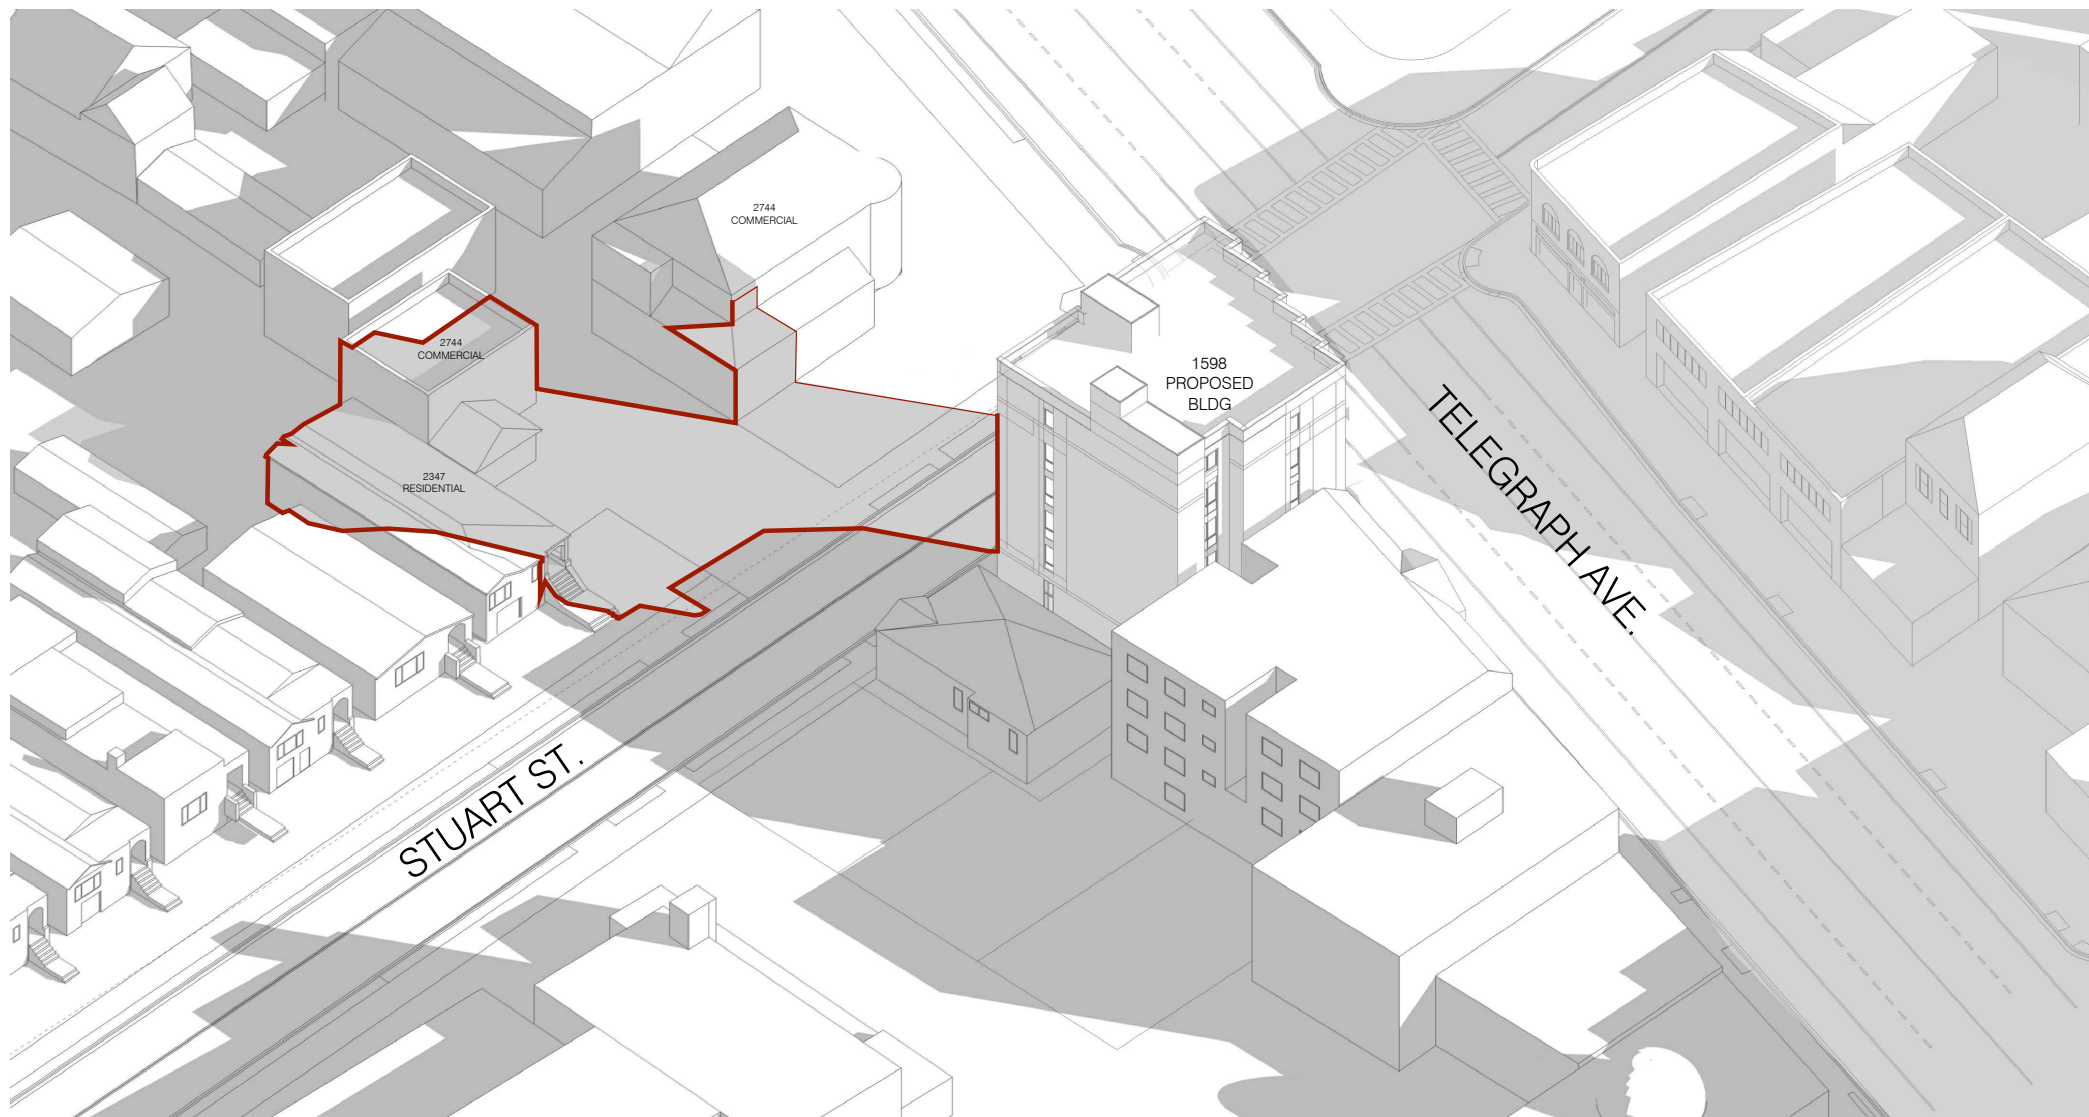 2744
COMMERCIAL
2744
COMMERCIAL
1598
PROPOSED
BLDG
TELEGRAPH AVE.
2347
RESIDENTIAL
STUART ST.